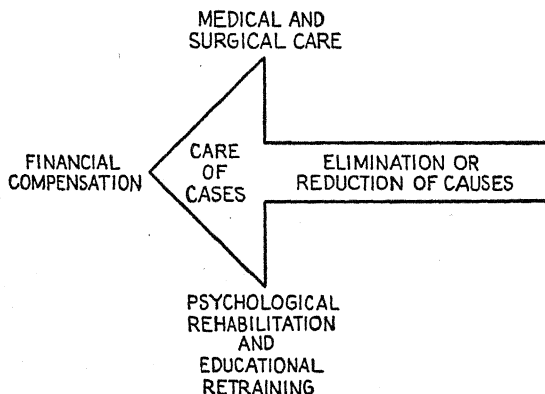 MEDICAL AND
SURGICAL CARE
FINANCIAL
COMPENSATION
CARE
OF
CASES
ELIMINATION OR
REDUCTION OF CAUSES
PSYCHOLOGICAL
REHABILITATION
AND
EDUCATIONAL
RETRAINING